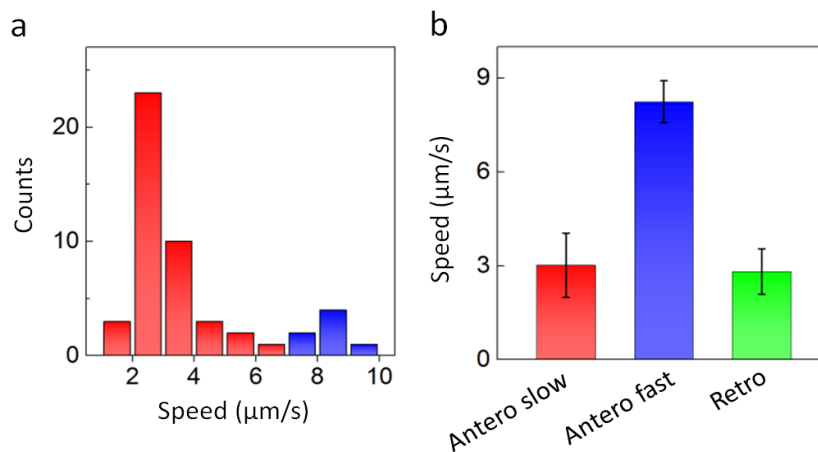 a
Counts
20
10
0
2 4 6 8 10
Speed (μm/s)
b
Speed (μm/s)
9
6
3
0
Antero slow
Antero fast
Retro